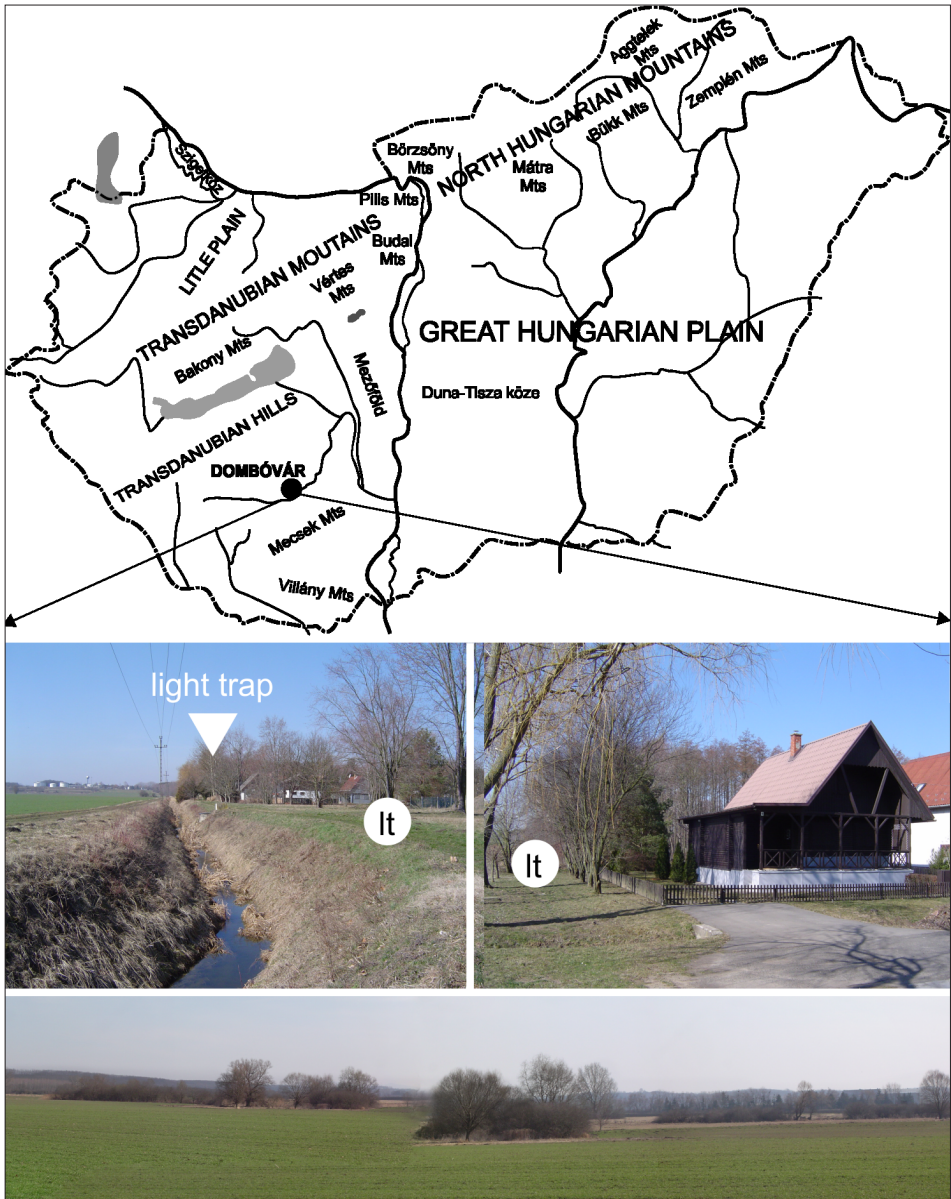 Aggtelek
Mts
NORTH HUNGARIAN MOUNTAINS
Zemplén Mts
Bükk Mts
Szigetköz
Börzsöny
Mts
Mátra
Mts
Pilis Mts
LITLE PLAIN
Budai
Mts
TRANSDANUBIAN MOUTAINS
Vértes
Mts
GREAT HUNGARIAN PLAIN
Bakony Mts
Mezőföld
Duna-Tisza köze
TRANSDANUBIAN HILLS
DOMBÓVÁR
Mecsek Mts
Villány Mts
light trap
lt
lt